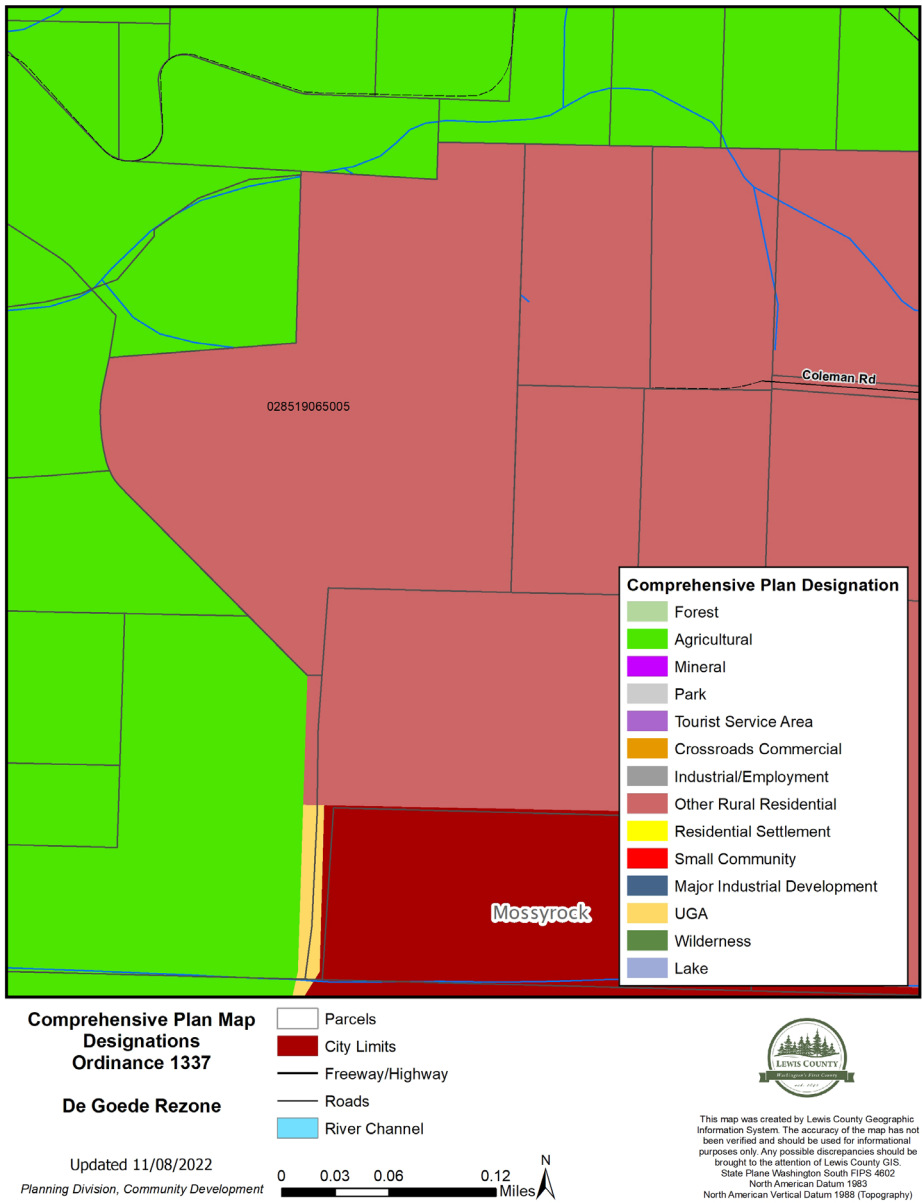 Coleman Rd
028519065005
Comprehensive Plan Designation
Forest
Agricultural
Mineral
Park
Tourist Service Area
Crossroads Commercial
Industrial/Employment
Other Rural Residential
Residential Settlement
Small Community
Major Industrial Development
UGA
Wilderness
Lake
Mossyrock
Comprehensive Plan Map
Designations
Ordinance 1337
De Goede Rezone
Updated 11/08/2022
Planning Division, Community Development
Parcels
City Limits
Freeway/Highway
Roads
River Channel
0 0.03 0.06 0.12
Miles
N
LEWIS COUNTY
Washington's First County
est. 1845
This map was created by Lewis County Geographic
Information System. The accuracy of the map has not
been verified and should be used for informational
purposes only. Any possible discrepancies should be
brought to the attention of Lewis County GIS.
State Plane Washington South FIPS 4602
North American Datum 1983
North American Vertical Datum 1988 (Topography)